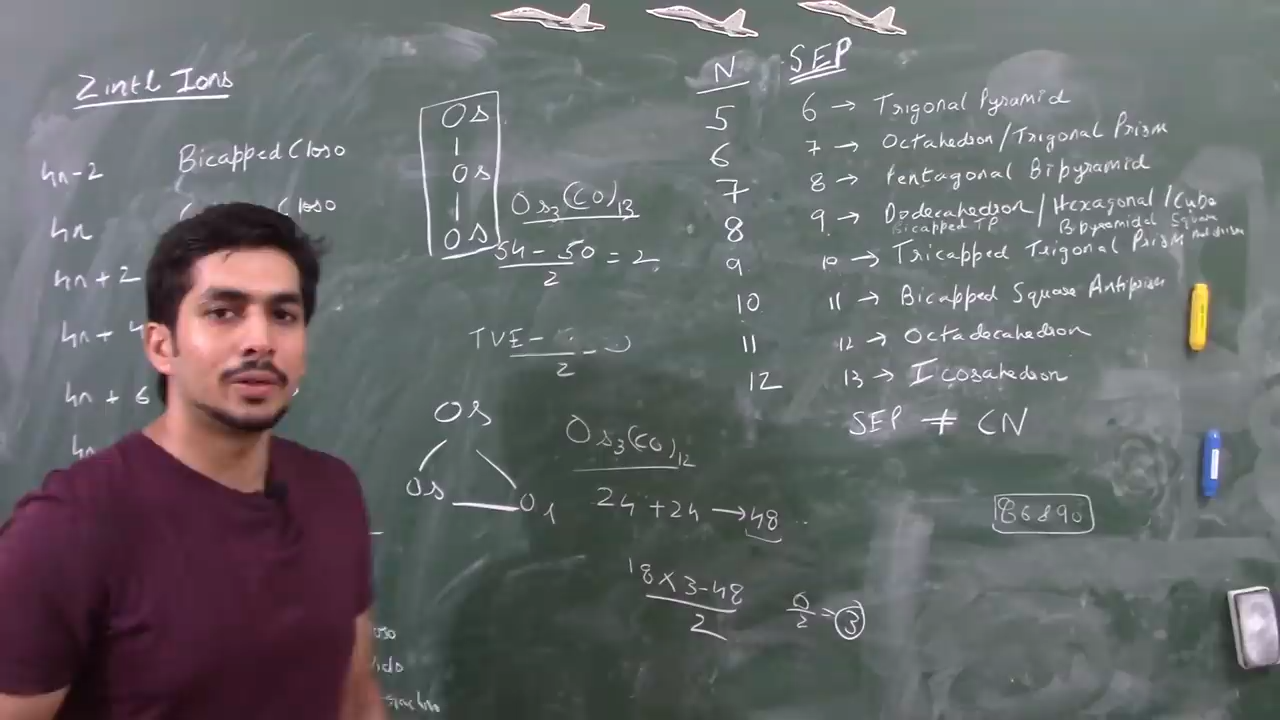 Zintl Ions
4n-2 Bicapped Closo
4n Closo
4n + 2
4n + 4
4n + 6
4n
Os
Os
Os
Os3(CO)13
54 - 50 = 2
2
TVE -
2
Os
Os Os
Os3(CO)12
24 + 24 → 48
18 × 3 - 48
2
6
2
= 3
N SEP
5 6 → Trigonal Pyramid
6 7 → Octahedron / Trigonal Prism
7 8 → Pentagonal Bipyramid
8 9 → Dodecahedron / Hexagonal / Cube
Bicapped TP Bipyramidal Square
9 10 → Tricapped Trigonal Prism
10 11 → Bicapped Square Antiprism
11 12 → Octadecahedron
12 13 → Icosahedron
SEP ≠ CN